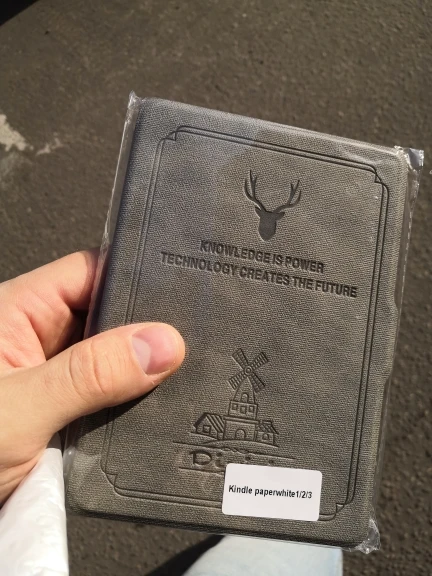 KNOWLEDGE IS POWER
TECHNOLOGY CREATES THE FUTURE
Kindle paperwhite1/2/3